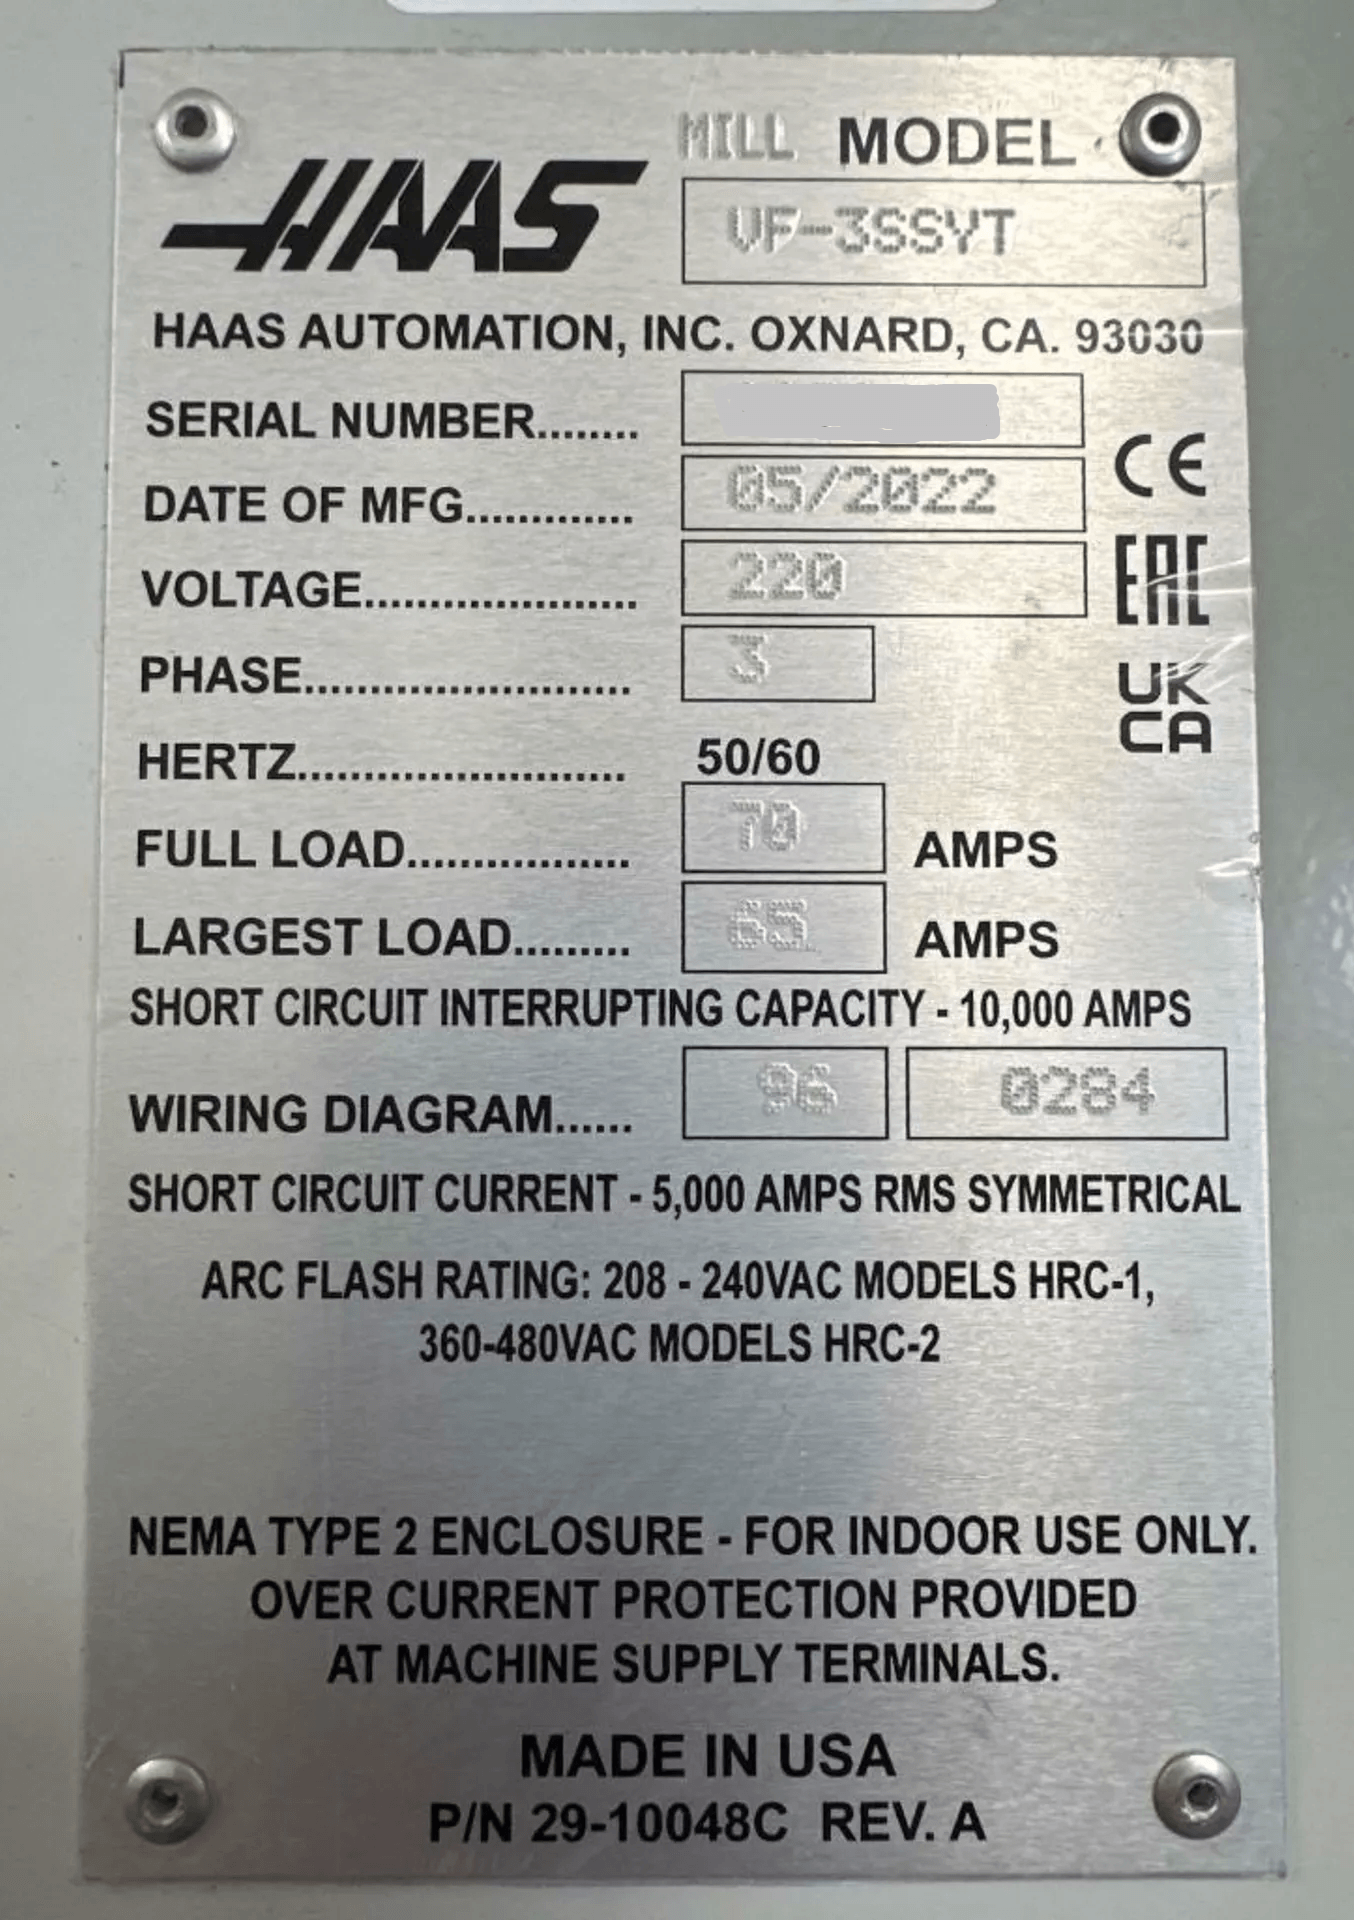 MILL MODEL
HAAS
VF-3SSYT
HAAS AUTOMATION, INC. OXNARD, CA. 93030
SERIAL NUMBER........
DATE OF MFG............. 05/2022
VOLTAGE..................... 220
PHASE......................... 3
HERTZ......................... 50/60
FULL LOAD................. 70 AMPS
LARGEST LOAD......... 65 AMPS
CE
EAC
UK
CA
SHORT CIRCUIT INTERRUPTING CAPACITY - 10,000 AMPS
WIRING DIAGRAM...... 96 0284
SHORT CIRCUIT CURRENT - 5,000 AMPS RMS SYMMETRICAL
ARC FLASH RATING: 208 - 240VAC MODELS HRC-1,
360-480VAC MODELS HRC-2
NEMA TYPE 2 ENCLOSURE - FOR INDOOR USE ONLY.
OVER CURRENT PROTECTION PROVIDED
AT MACHINE SUPPLY TERMINALS.
MADE IN USA
P/N 29-10048C REV. A